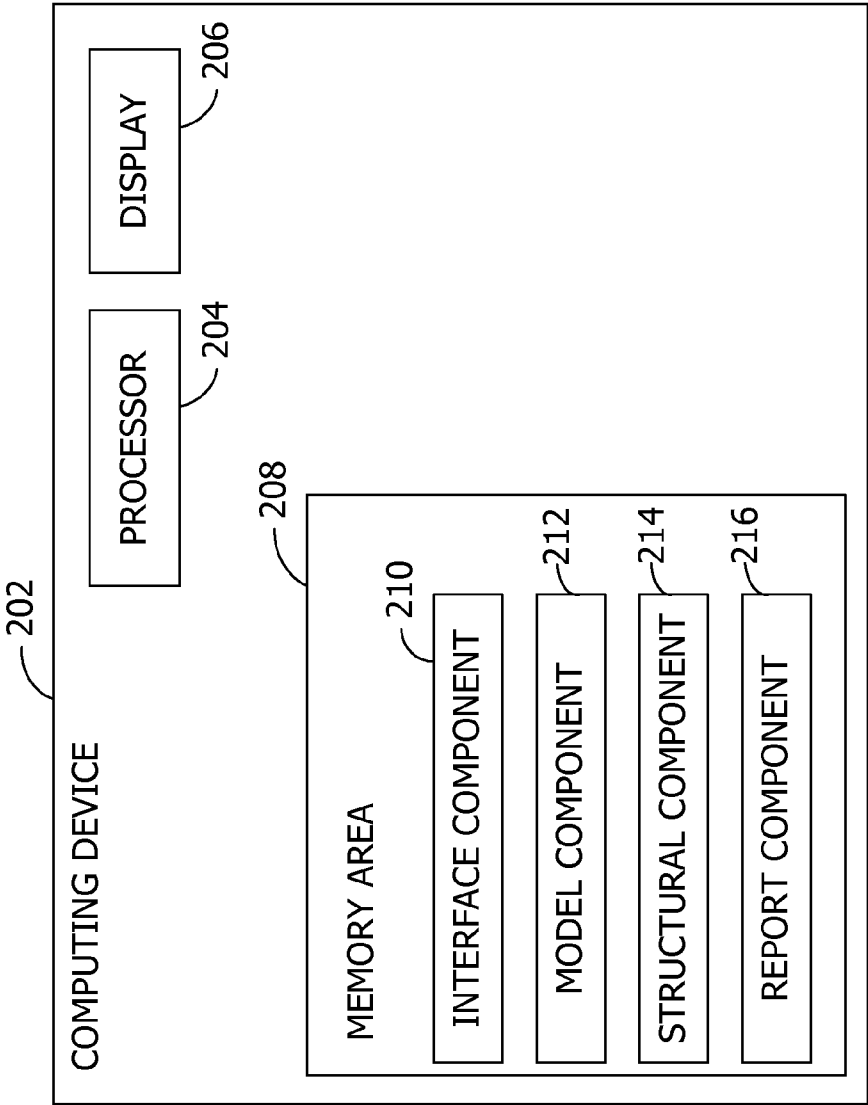 202
COMPUTING DEVICE
PROCESSOR
204
DISPLAY
206
208
MEMORY AREA
210
INTERFACE COMPONENT
212
MODEL COMPONENT
214
STRUCTURAL COMPONENT
216
REPORT COMPONENT